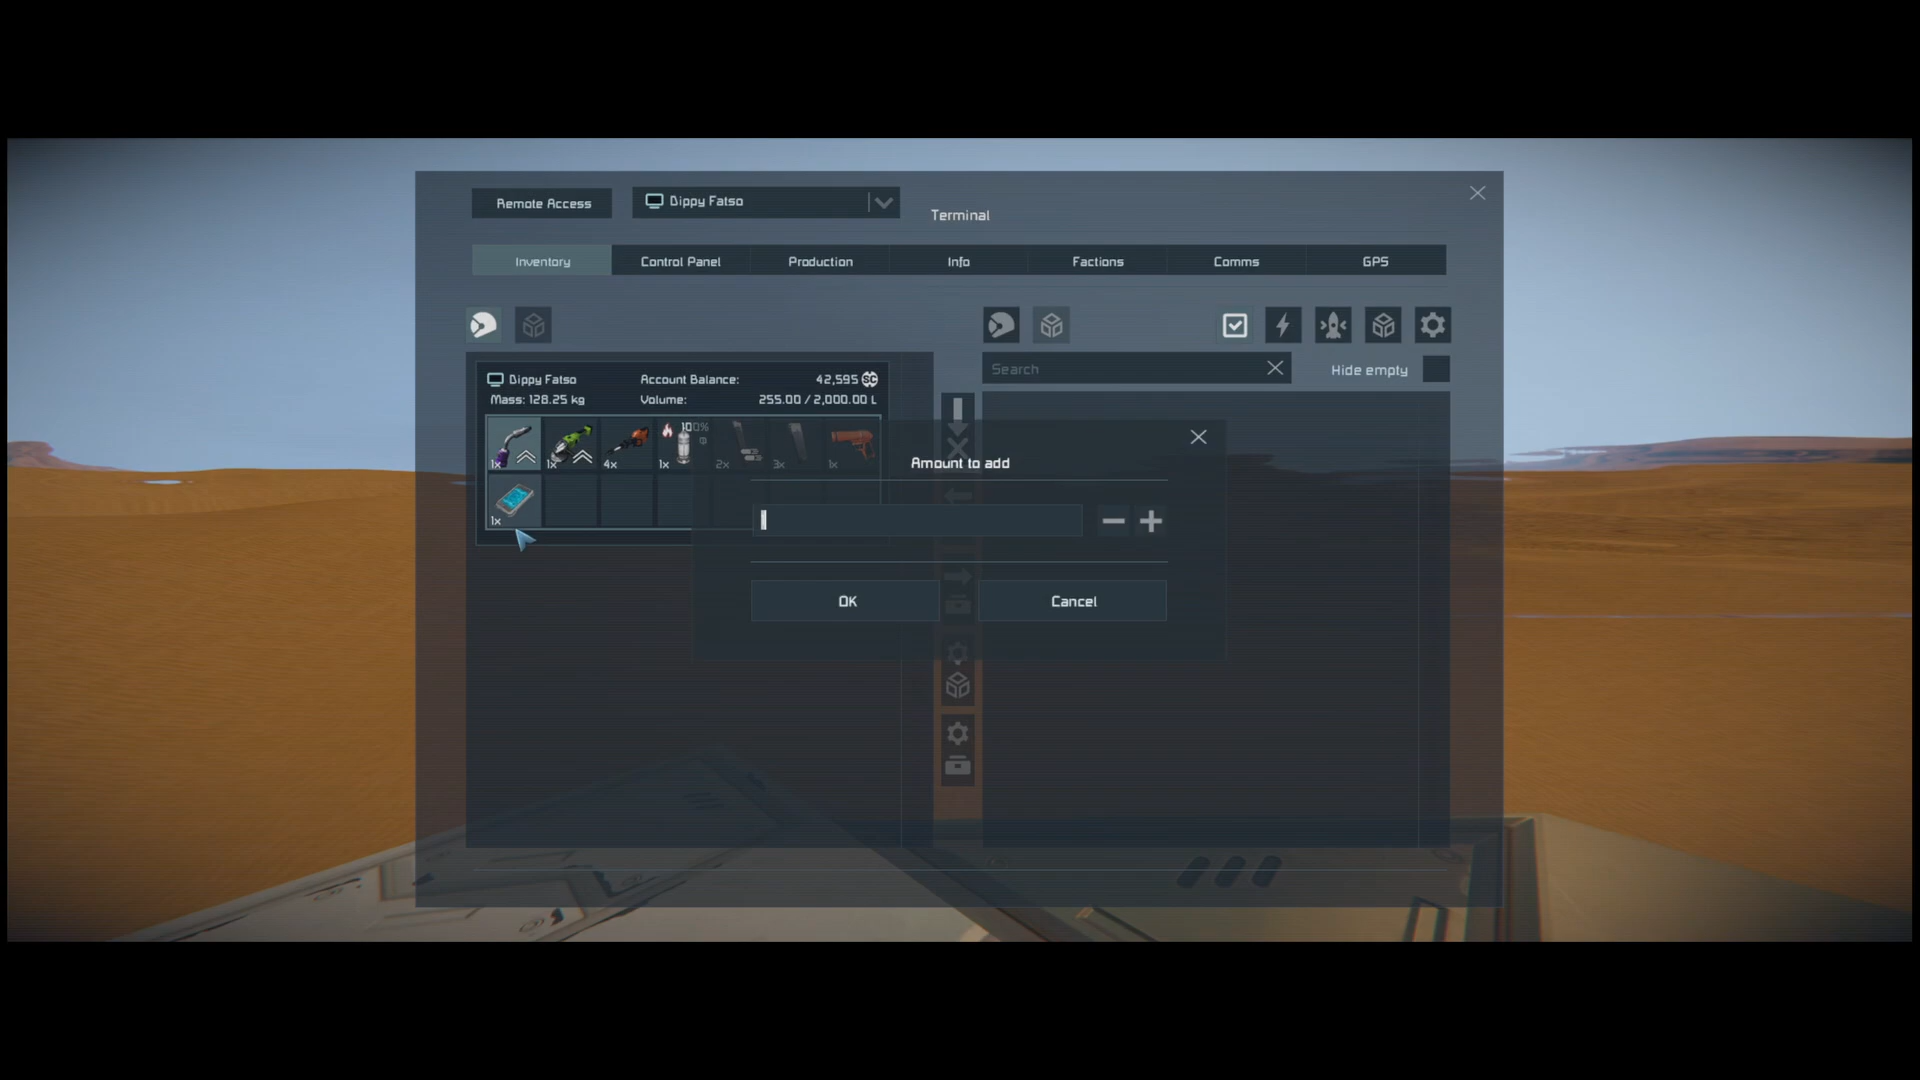 Remote Access
Dippy Fatso
Terminal
Inventory
Control Panel
Production
Info
Factions
Comms
GPS
Search
Hide empty
Dippy Fatso
Account Balance:
42,595 SC
Mass: 128.25 kg
Volume:
255.00 / 2,000.00 L
1x
1x
4x
100%
1x
2x
3x
1x
1x
Amount to add
OK
Cancel